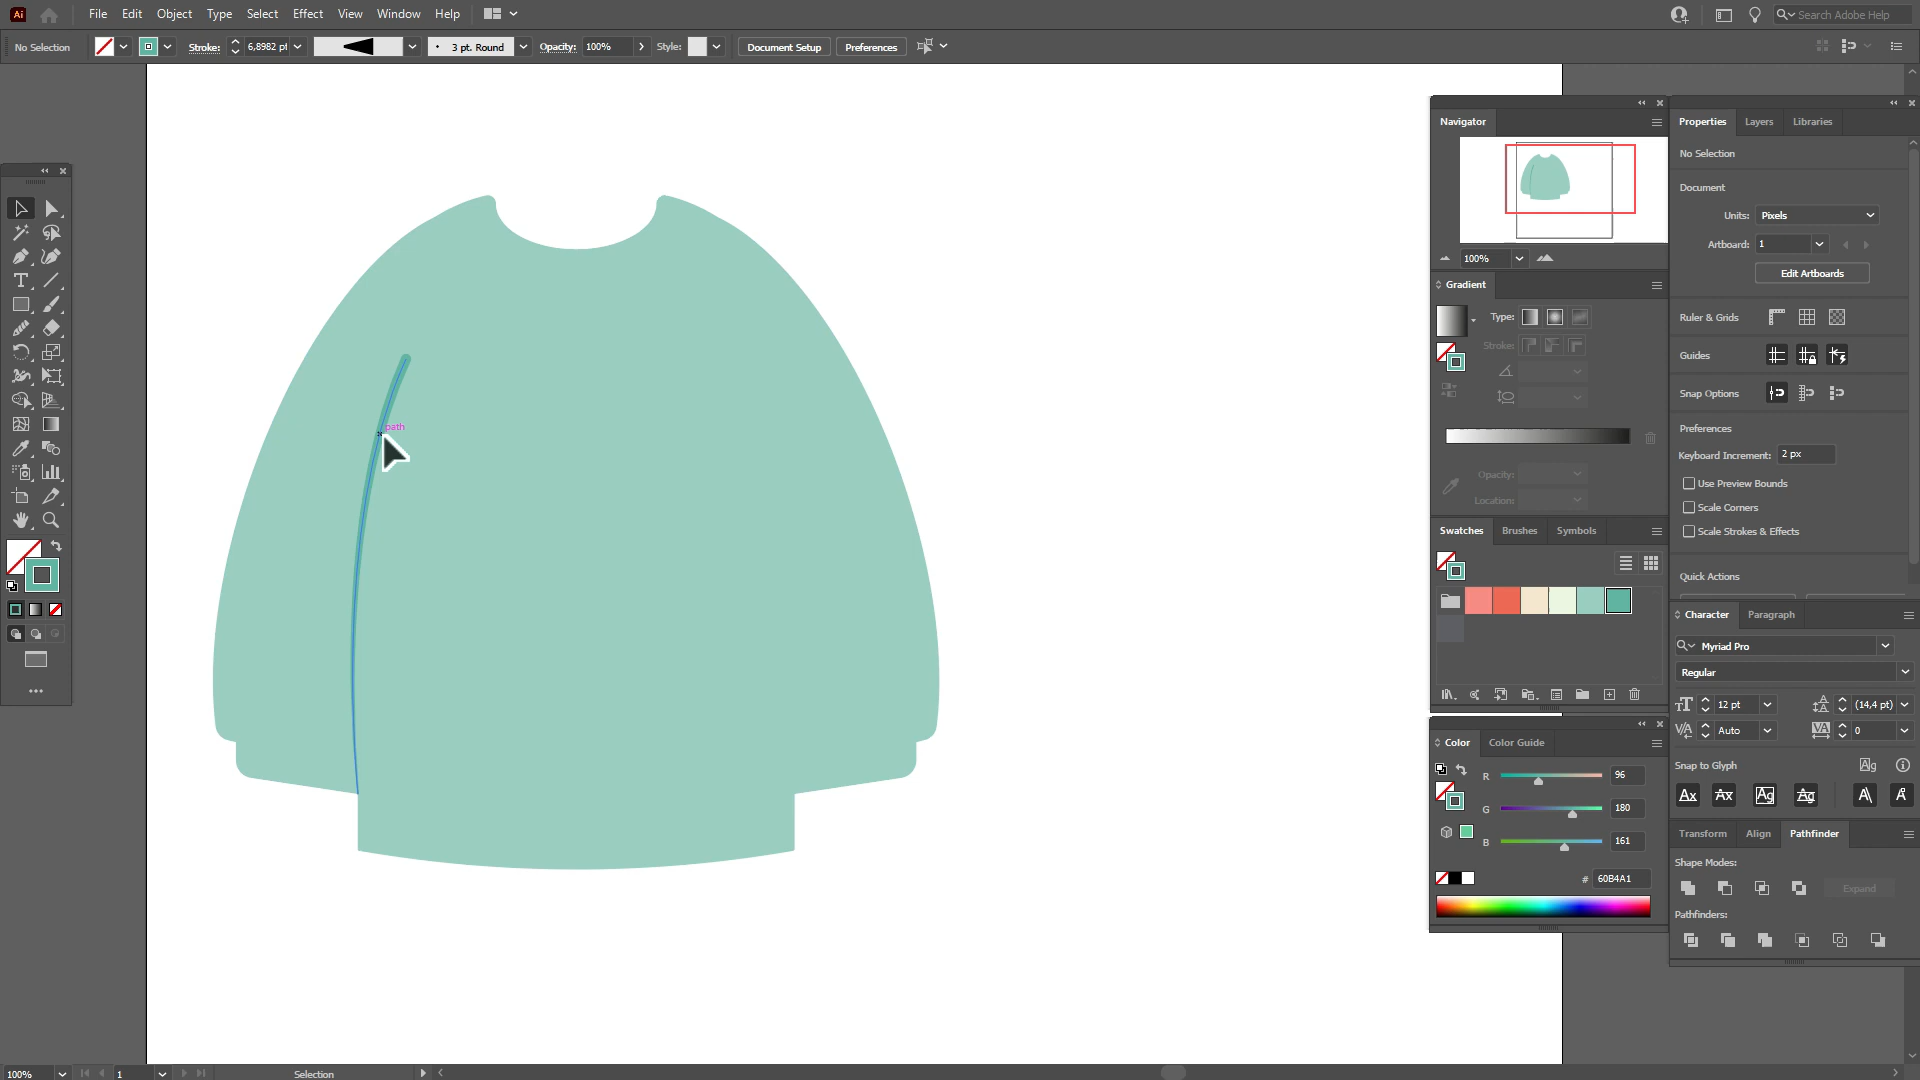 Ai File Edit Object Type Select Effect View Window Help Search Adobe Help
No Selection Stroke: 6,8982 pt 3 pt. Round Opacity: 100% Style: Document Setup Preferences
Navigator
100%
Gradient
Type:
Stroke:
Opacity:
Location:
Swatches Brushes Symbols
Color Color Guide
R 96
G 180
B 161
# 60B4A1
Properties Layers Libraries
No Selection
Document
Units: Pixels
Artboard: 1
Edit Artboards
Ruler & Grids
Guides
Snap Options
Preferences
Keyboard Increment: 2 px
Use Preview Bounds
Scale Corners
Scale Strokes & Effects
Quick Actions
Character Paragraph
Myriad Pro
Regular
12 pt (14,4 pt)
Auto 0
Snap to Glyph
Transform Align Pathfinder
Shape Modes:
Expand
Pathfinders:
path
100% 1 Selection